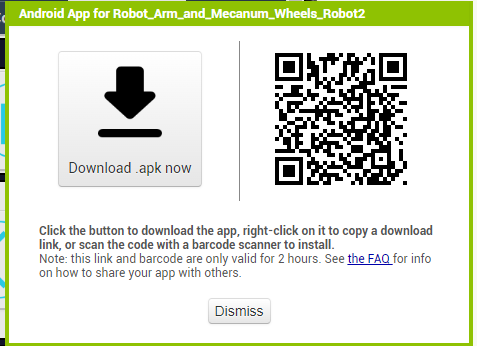 Android App for Robot_Arm_and_Mecanum_Wheels_Robot2
Download .apk now
Click the button to download the app, right-click on it to copy a download
link, or scan the code with a barcode scanner to install.
Note: this link and barcode are only valid for 2 hours. See the FAQ for info
on how to share your app with others.
Dismiss